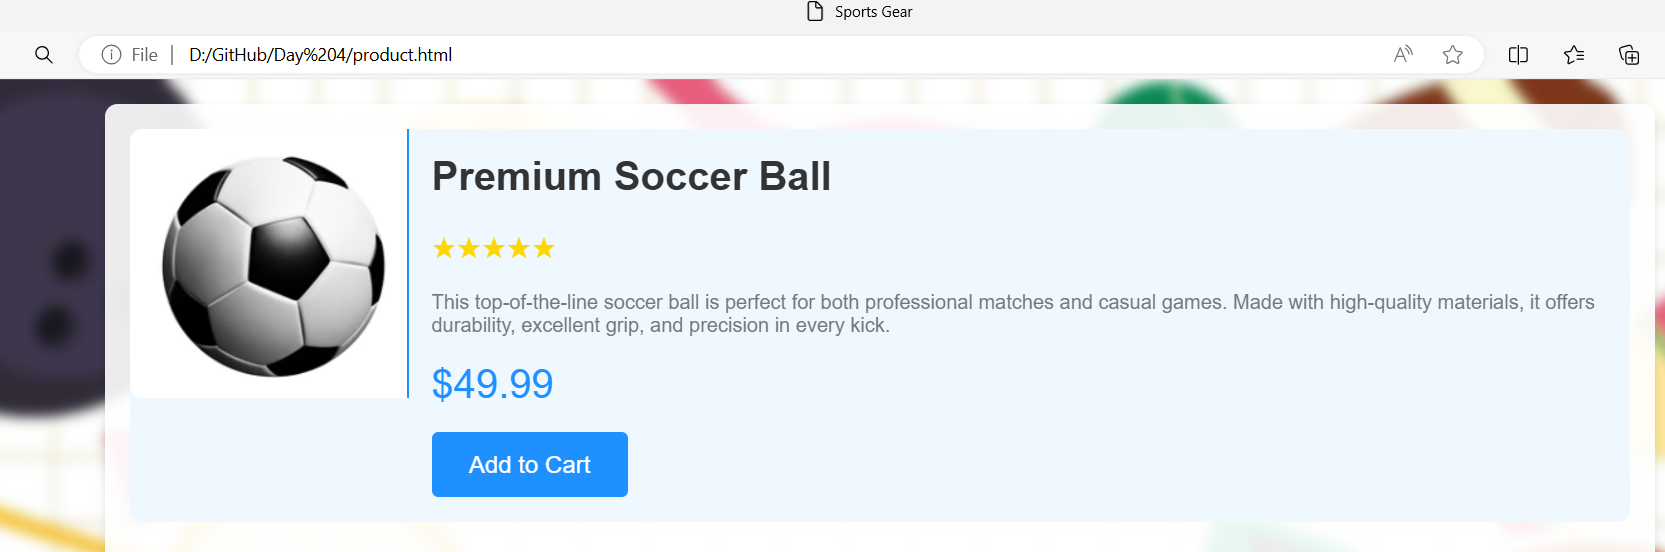 Sports Gear
File | D:/GitHub/Day%204/product.html
Premium Soccer Ball
★★★★★
This top-of-the-line soccer ball is perfect for both professional matches and casual games. Made with high-quality materials, it offers
durability, excellent grip, and precision in every kick.
$49.99
Add to Cart